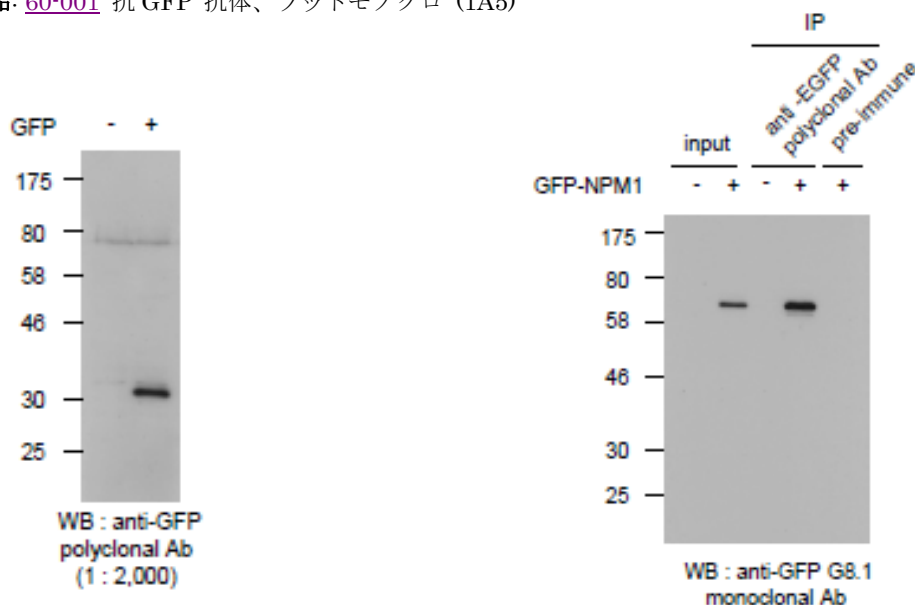 60-001 抗 GFP 抗体、ラットモノクロ (1A5)
GFP - +
175
80
58
46
30
25
WB : anti-GFP
polyclonal Ab
(1 : 2,000)
IP
input
anti -EGFP
polyclonal Ab
pre-immune
GFP-NPM1 - + - + +
175
80
58
46
30
25
WB : anti-GFP G8.1
monoclonal Ab